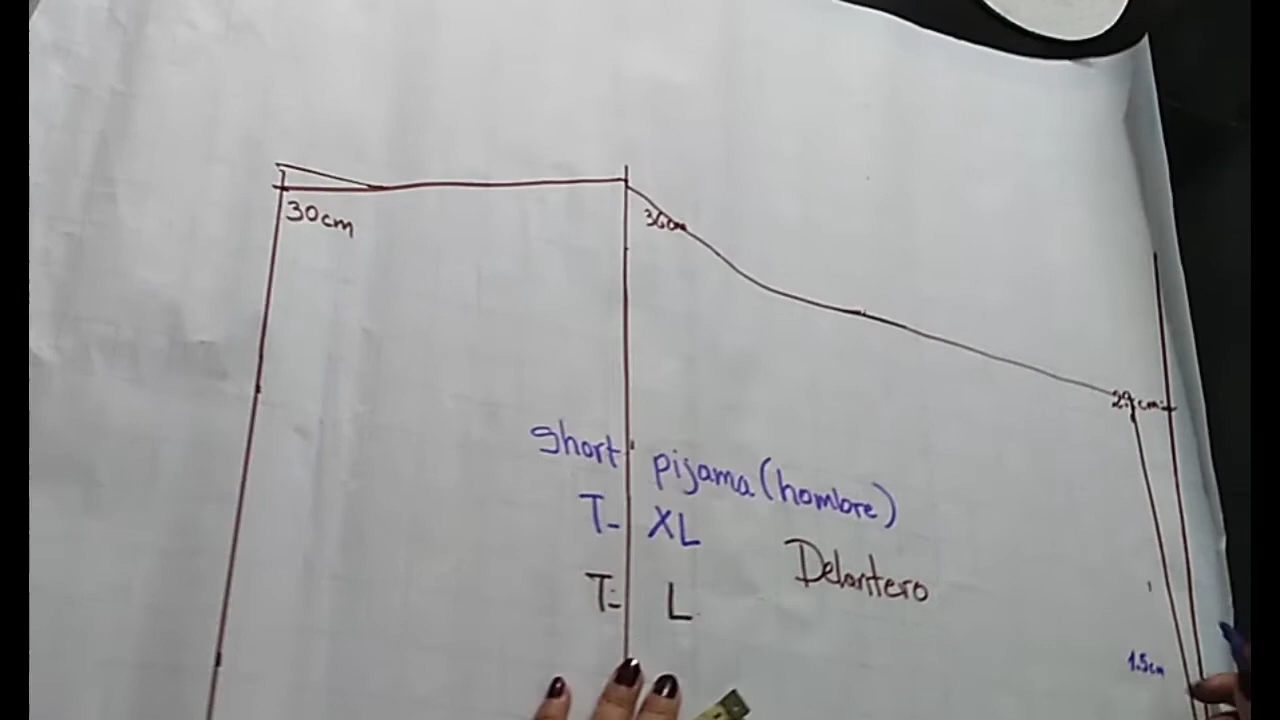 30cm
36cm
29cm
short pijama (hombre)
T- XL
Delantero
T= L
1.5cm